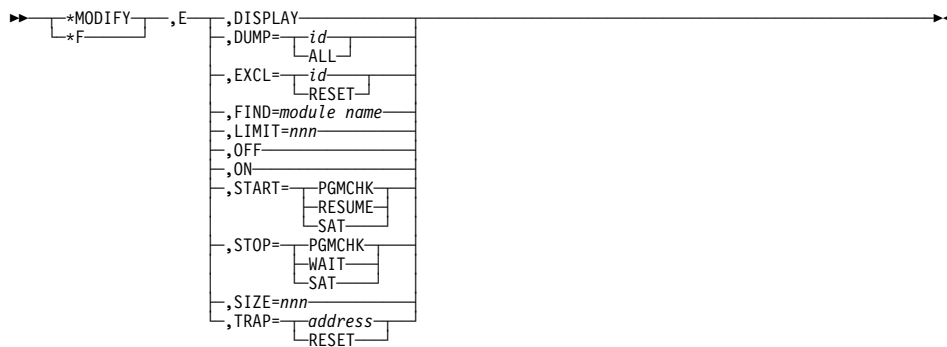 *MODIFY ,E ,DISPLAY
*F ,DUMP= id
ALL
,EXCL= id
RESET
,FIND=module name
,LIMIT=nnn
,OFF
,ON
,START= PGMCHK
RESUME
SAT
,STOP= PGMCHK
WAIT
SAT
,SIZE=nnn
,TRAP= address
RESET